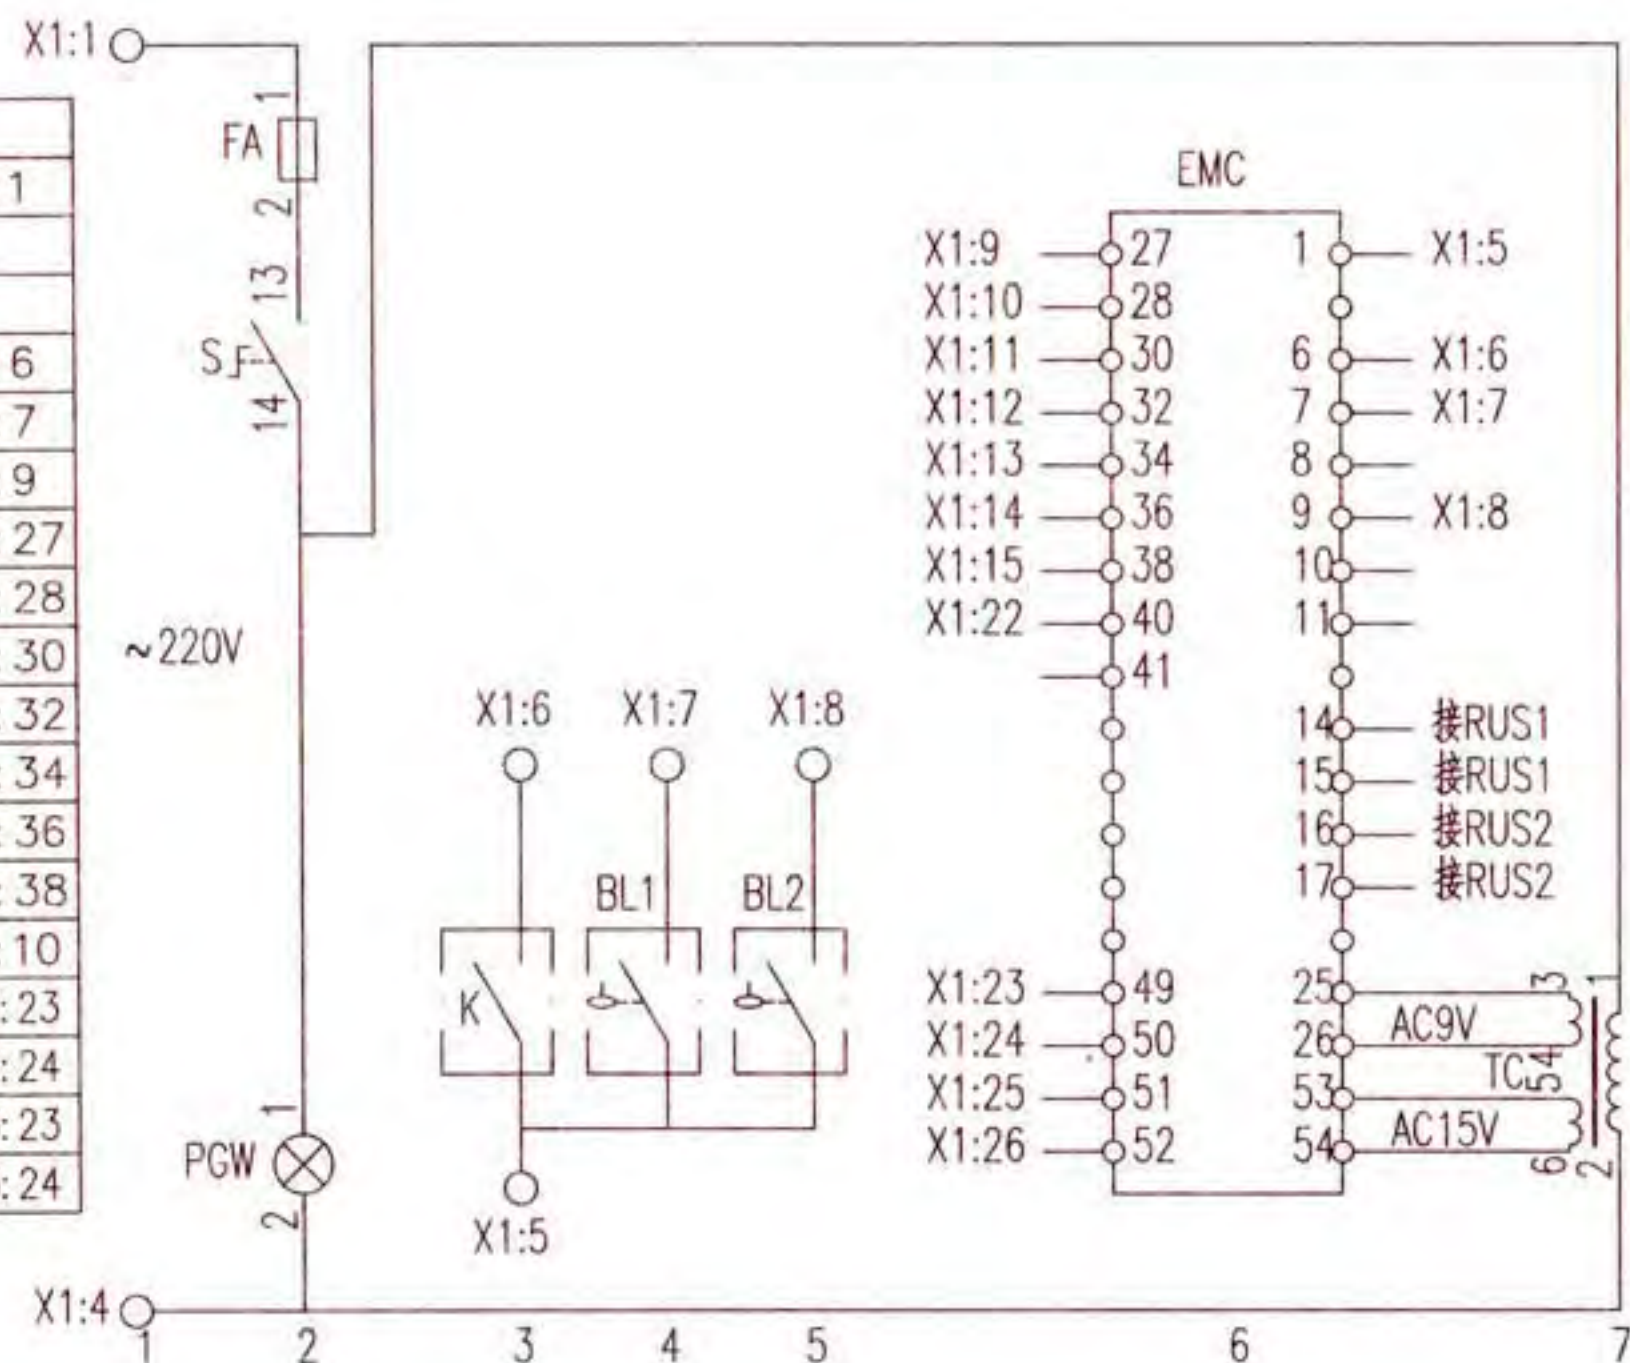 X1:1
1
FA
2
13
S
14
~220V
1
PGW
2
X1:4
1
6
7
9
27
28
30
32
34
36
38
10
:23
:24
:23
:24
X1:6 X1:7 X1:8
BL1 BL2
K
X1:5
EMC
X1:9 27 1 X1:5
X1:10 28
X1:11 30 6 X1:6
X1:12 32 7 X1:7
X1:13 34 8
X1:14 36 9 X1:8
X1:15 38 10
X1:22 40 11
41
14 接RUS1
15 接RUS1
16 接RUS2
17 接RUS2
X1:23 49 25 3 1
AC9V
X1:24 50 26
TC 54
X1:25 51 53
AC15V
X1:26 52 54 6 2
1 2 3 4 5 6 7